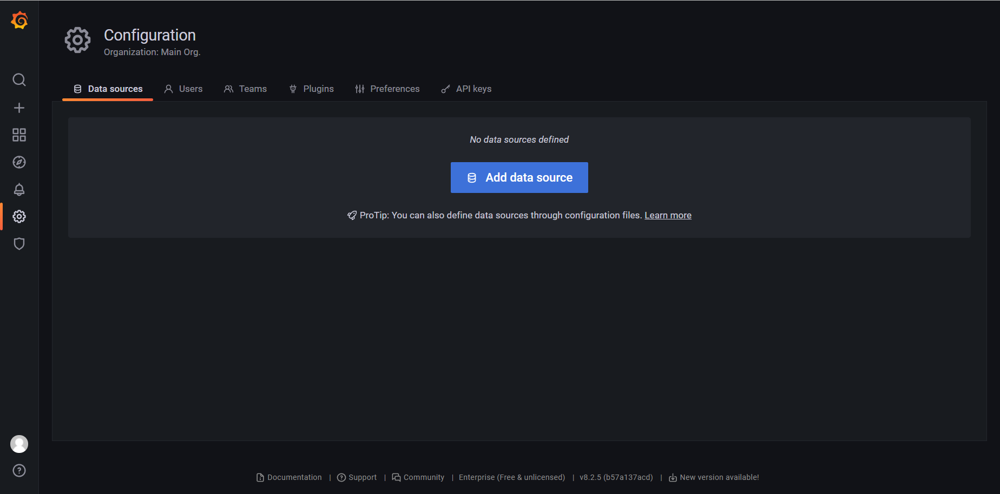 Configuration
Organization: Main Org.
Data sources Users Teams Plugins Preferences API keys
No data sources defined
Add data source
ProTip: You can also define data sources through configuration files. Learn more
Documentation | Support | Community | Enterprise (Free & unlicensed) | v8.2.5 (b57a137acd) | New version available!